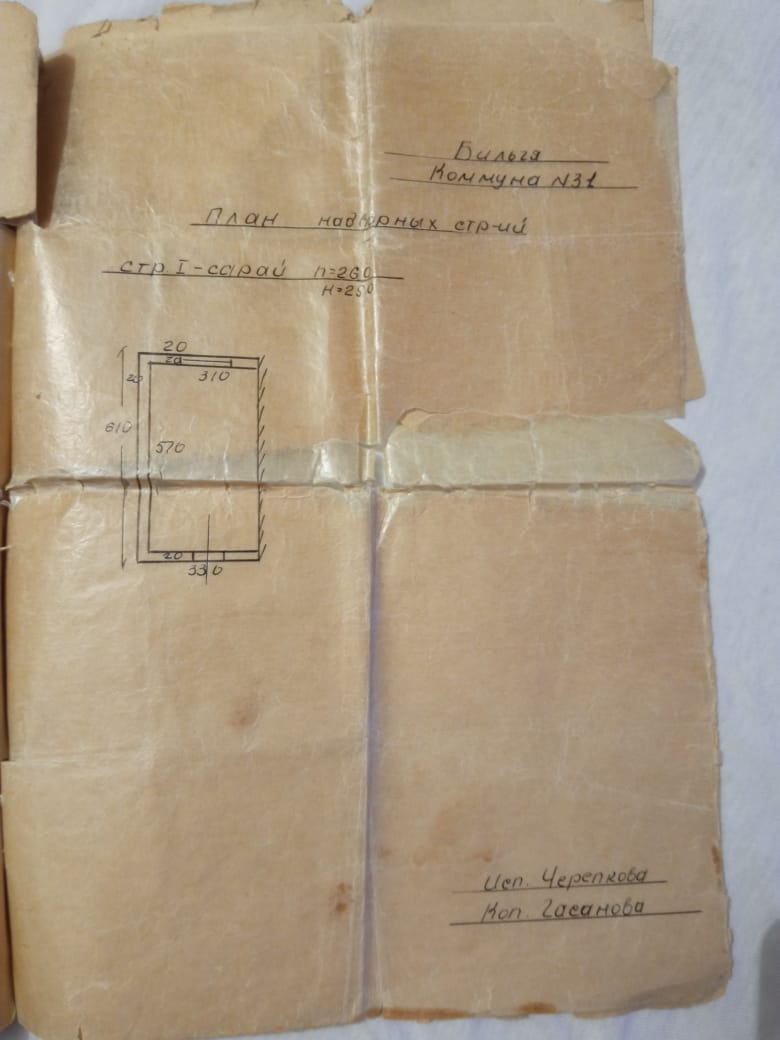 Бильгя
Коммуна N31
План надворных стр-ий
стр. I-сарай h=260
H=250
20
20
310
20
610
570
20
330
Исп. Черепкова
Коп. Гасанова